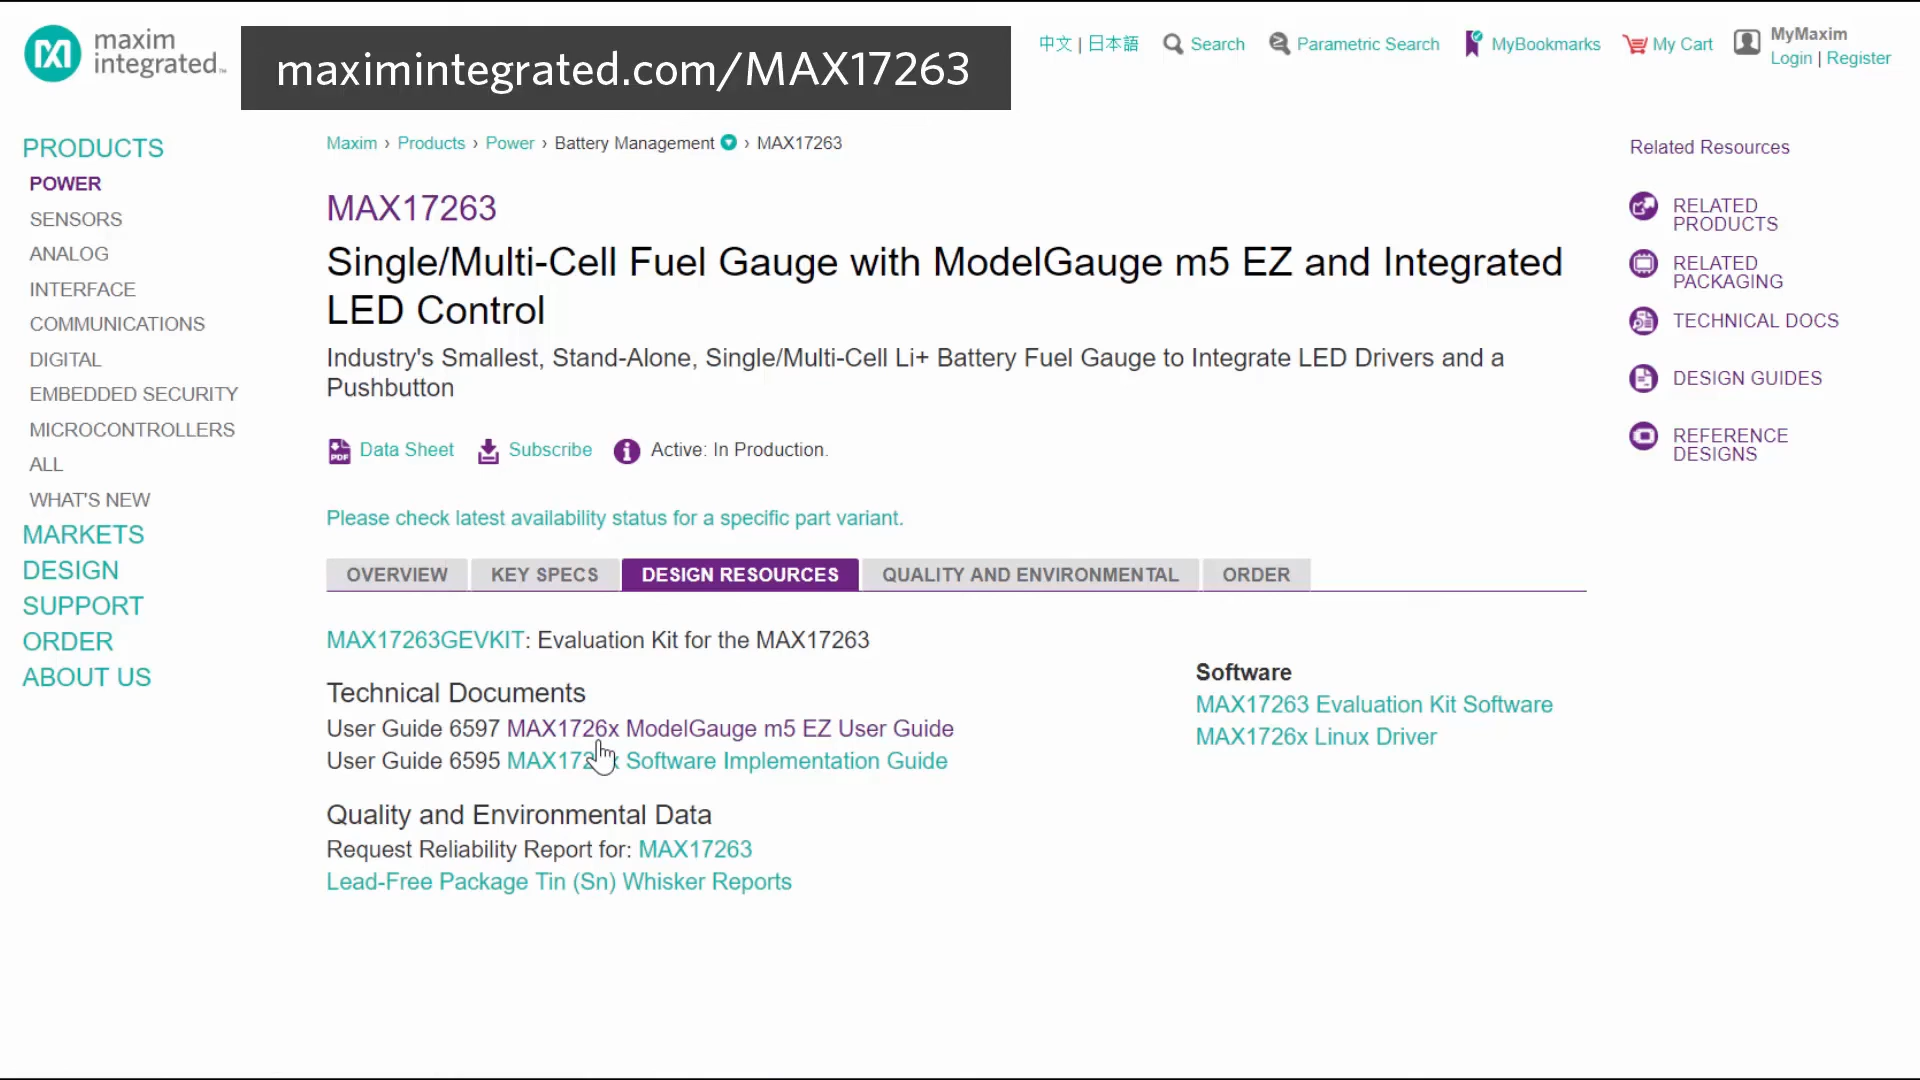 maxim
integrated™
maximintegrated.com/MAX17263
中文 | 日本語
Search
Parametric Search
MyBookmarks
My Cart
MyMaxim
Login | Register
PRODUCTS
POWER
SENSORS
ANALOG
INTERFACE
COMMUNICATIONS
DIGITAL
EMBEDDED SECURITY
MICROCONTROLLERS
ALL
WHAT'S NEW
MARKETS
DESIGN
SUPPORT
ORDER
ABOUT US
Maxim › Products › Power › Battery Management › MAX17263
MAX17263
Single/Multi-Cell Fuel Gauge with ModelGauge m5 EZ and Integrated
LED Control
Industry's Smallest, Stand-Alone, Single/Multi-Cell Li+ Battery Fuel Gauge to Integrate LED Drivers and a
Pushbutton
PDF Data Sheet
Subscribe
Active: In Production.
Please check latest availability status for a specific part variant.
OVERVIEW
KEY SPECS
DESIGN RESOURCES
QUALITY AND ENVIRONMENTAL
ORDER
MAX17263GEVKIT: Evaluation Kit for the MAX17263
Technical Documents
User Guide 6597 MAX1726x ModelGauge m5 EZ User Guide
User Guide 6595 Software Implementation Guide
Quality and Environmental Data
Request Reliability Report for: MAX17263
Lead-Free Package Tin (Sn) Whisker Reports
Software
MAX17263 Evaluation Kit Software
MAX1726x Linux Driver
Related Resources
RELATED
PRODUCTS
RELATED
PACKAGING
TECHNICAL DOCS
DESIGN GUIDES
REFERENCE
DESIGNS